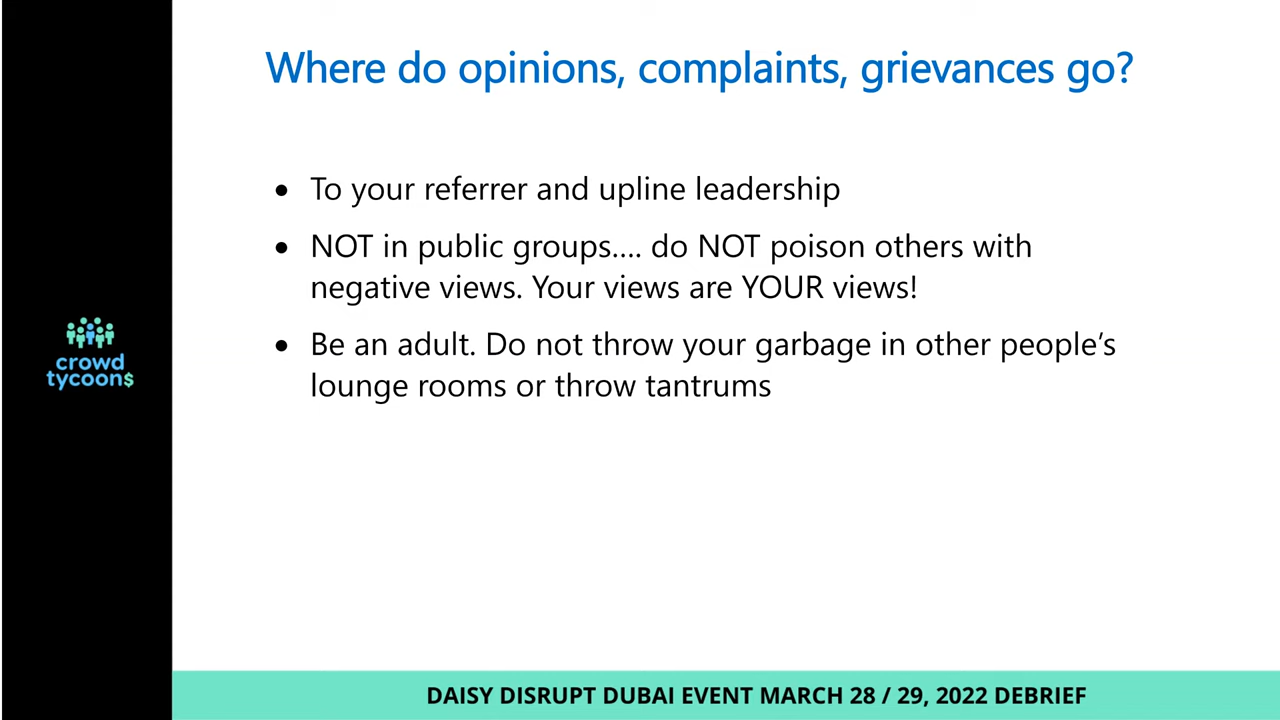 Where do opinions, complaints, grievances go?
• To your referrer and upline leadership
• NOT in public groups.... do NOT poison others with
negative views. Your views are YOUR views!
• Be an adult. Do not throw your garbage in other people’s
lounge rooms or throw tantrums
crowd
tycoon$
DAISY DISRUPT DUBAI EVENT MARCH 28 / 29, 2022 DEBRIEF